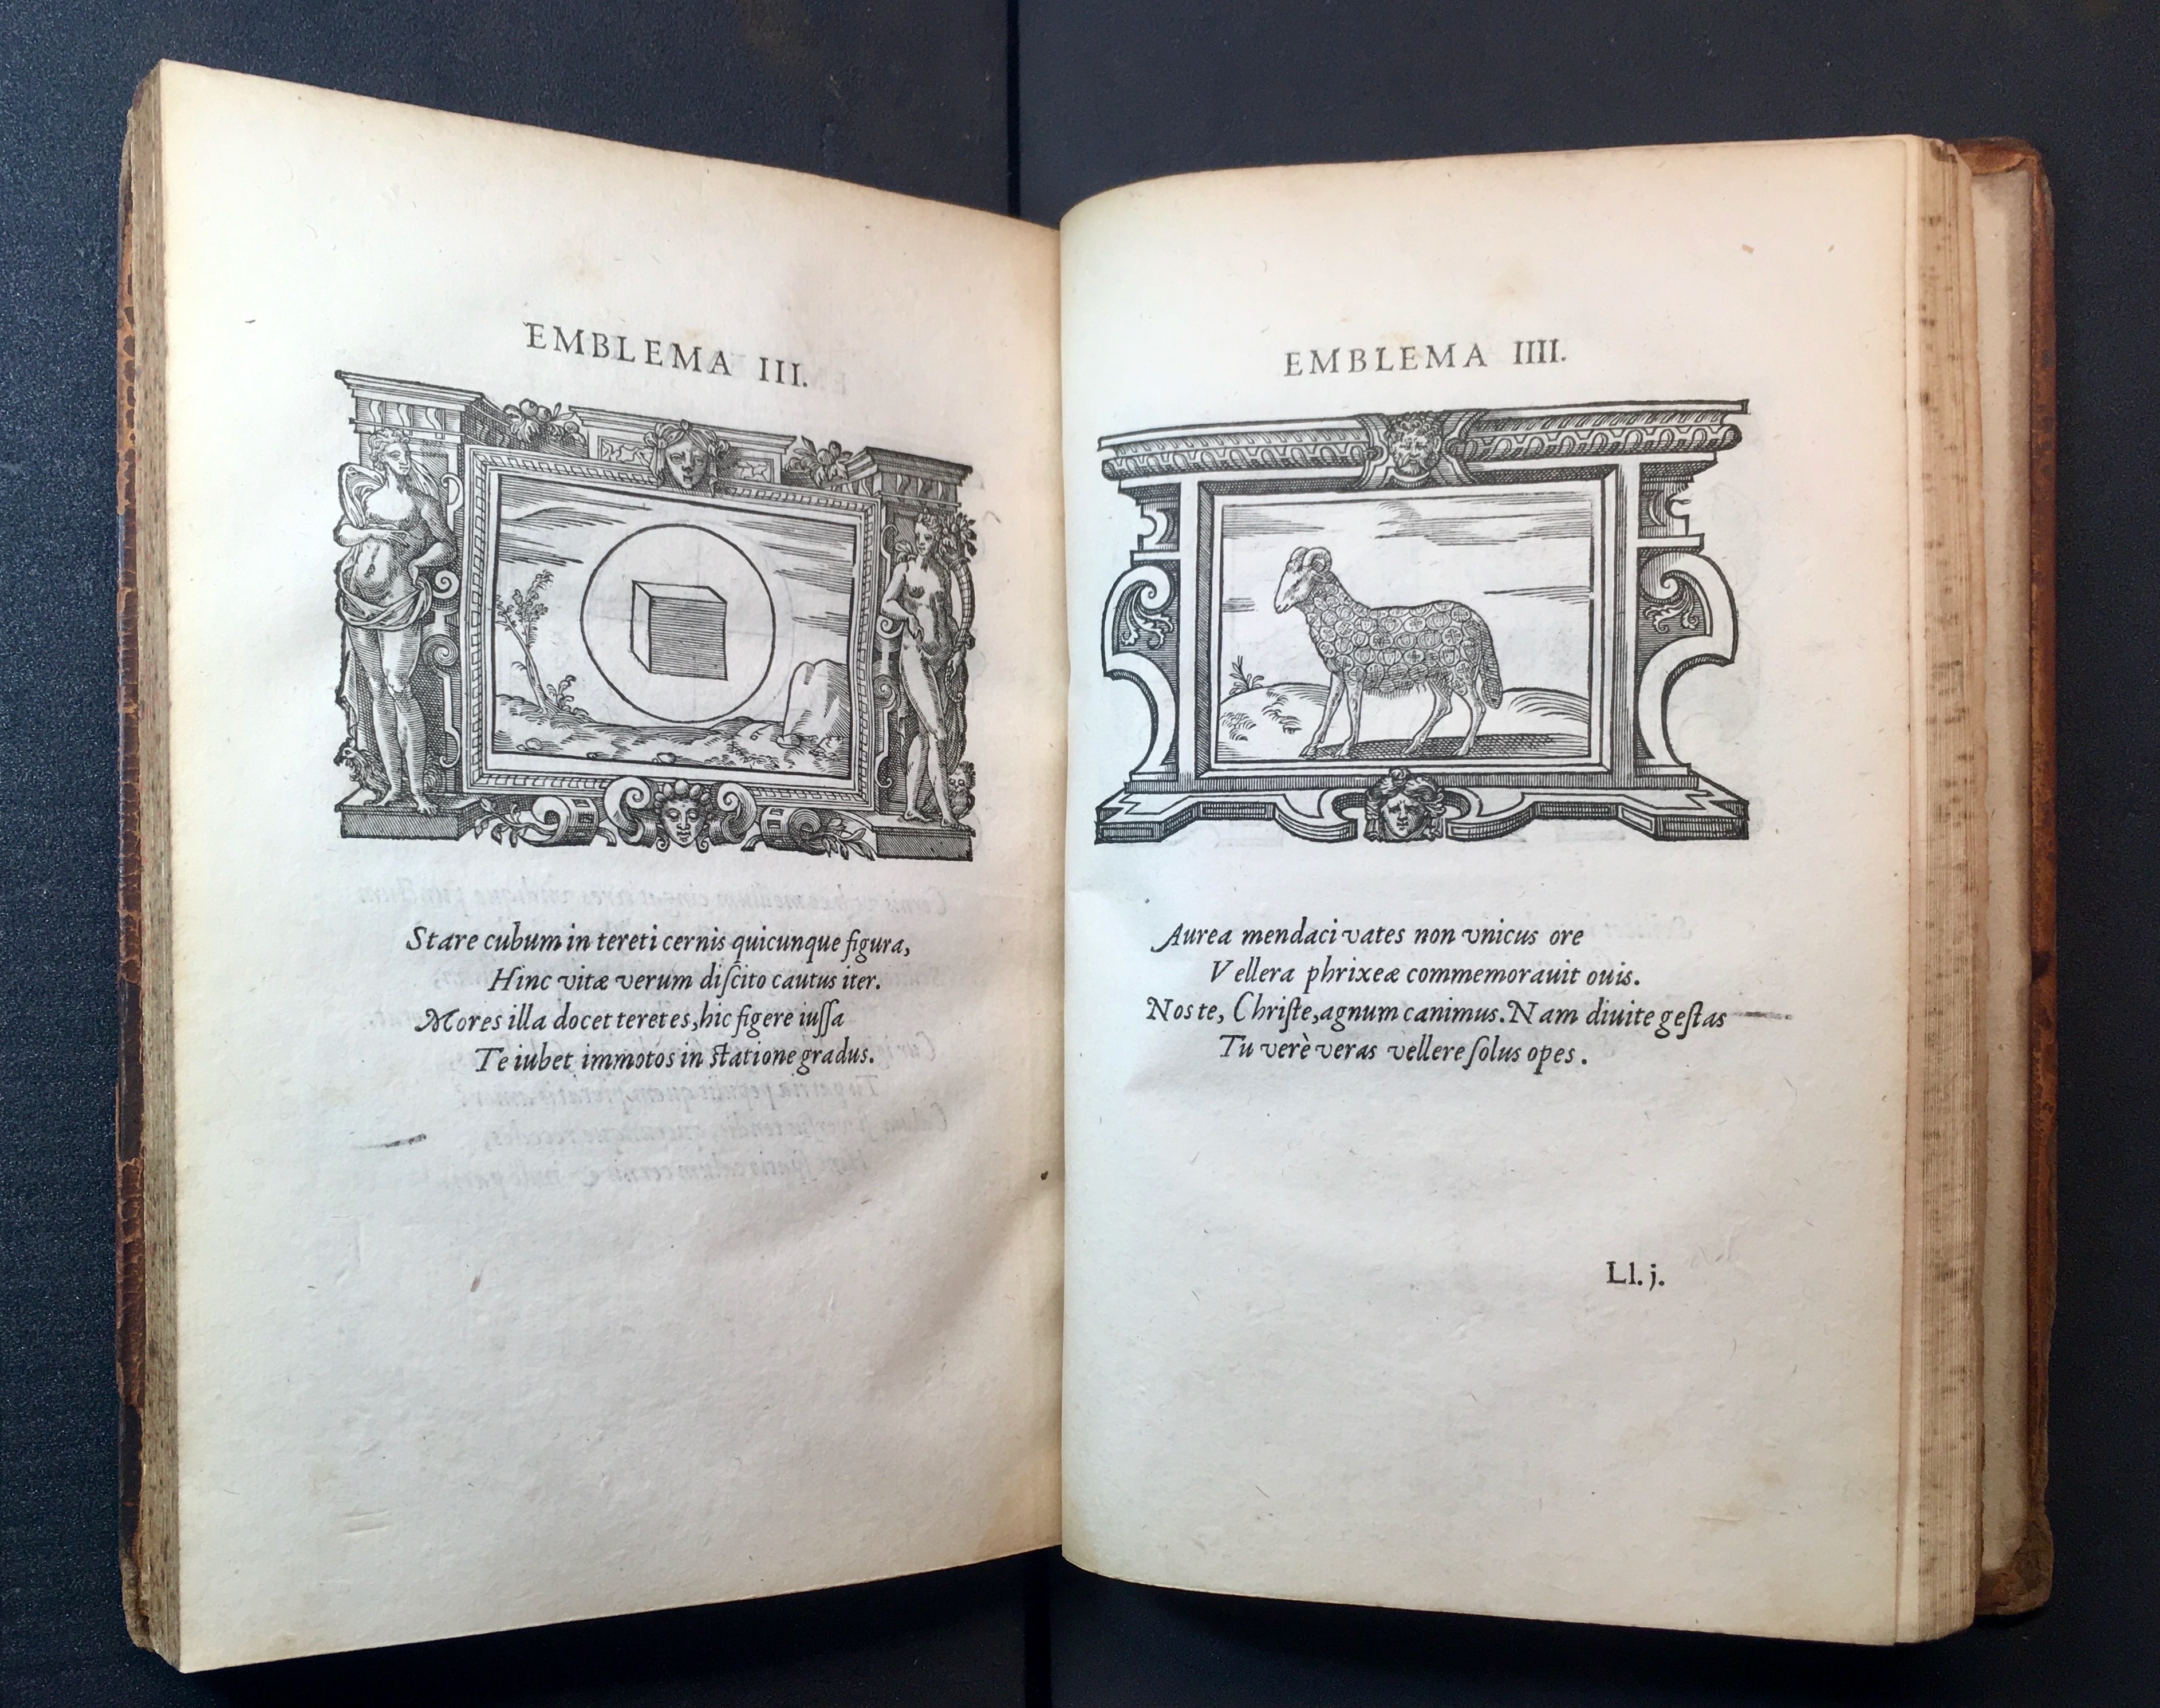 EMBLEMA III.
Stare cubum in tereti cernis quicunque figura,
Hinc vitæ verum diſcito cautus iter.
Mores illa docet teretes, hic figere iuſſa
Te iubet immotos in ſtatione gradus.
EMBLEMA IIII.
Aurea mendaci vates non vnicus ore
Vellera phrixeæ commemorauit ouis.
Nos te, Chriſte, agnum canimus. Nam diuite geſtas
Tu verè veras vellere ſolus opes.
Ll. j.